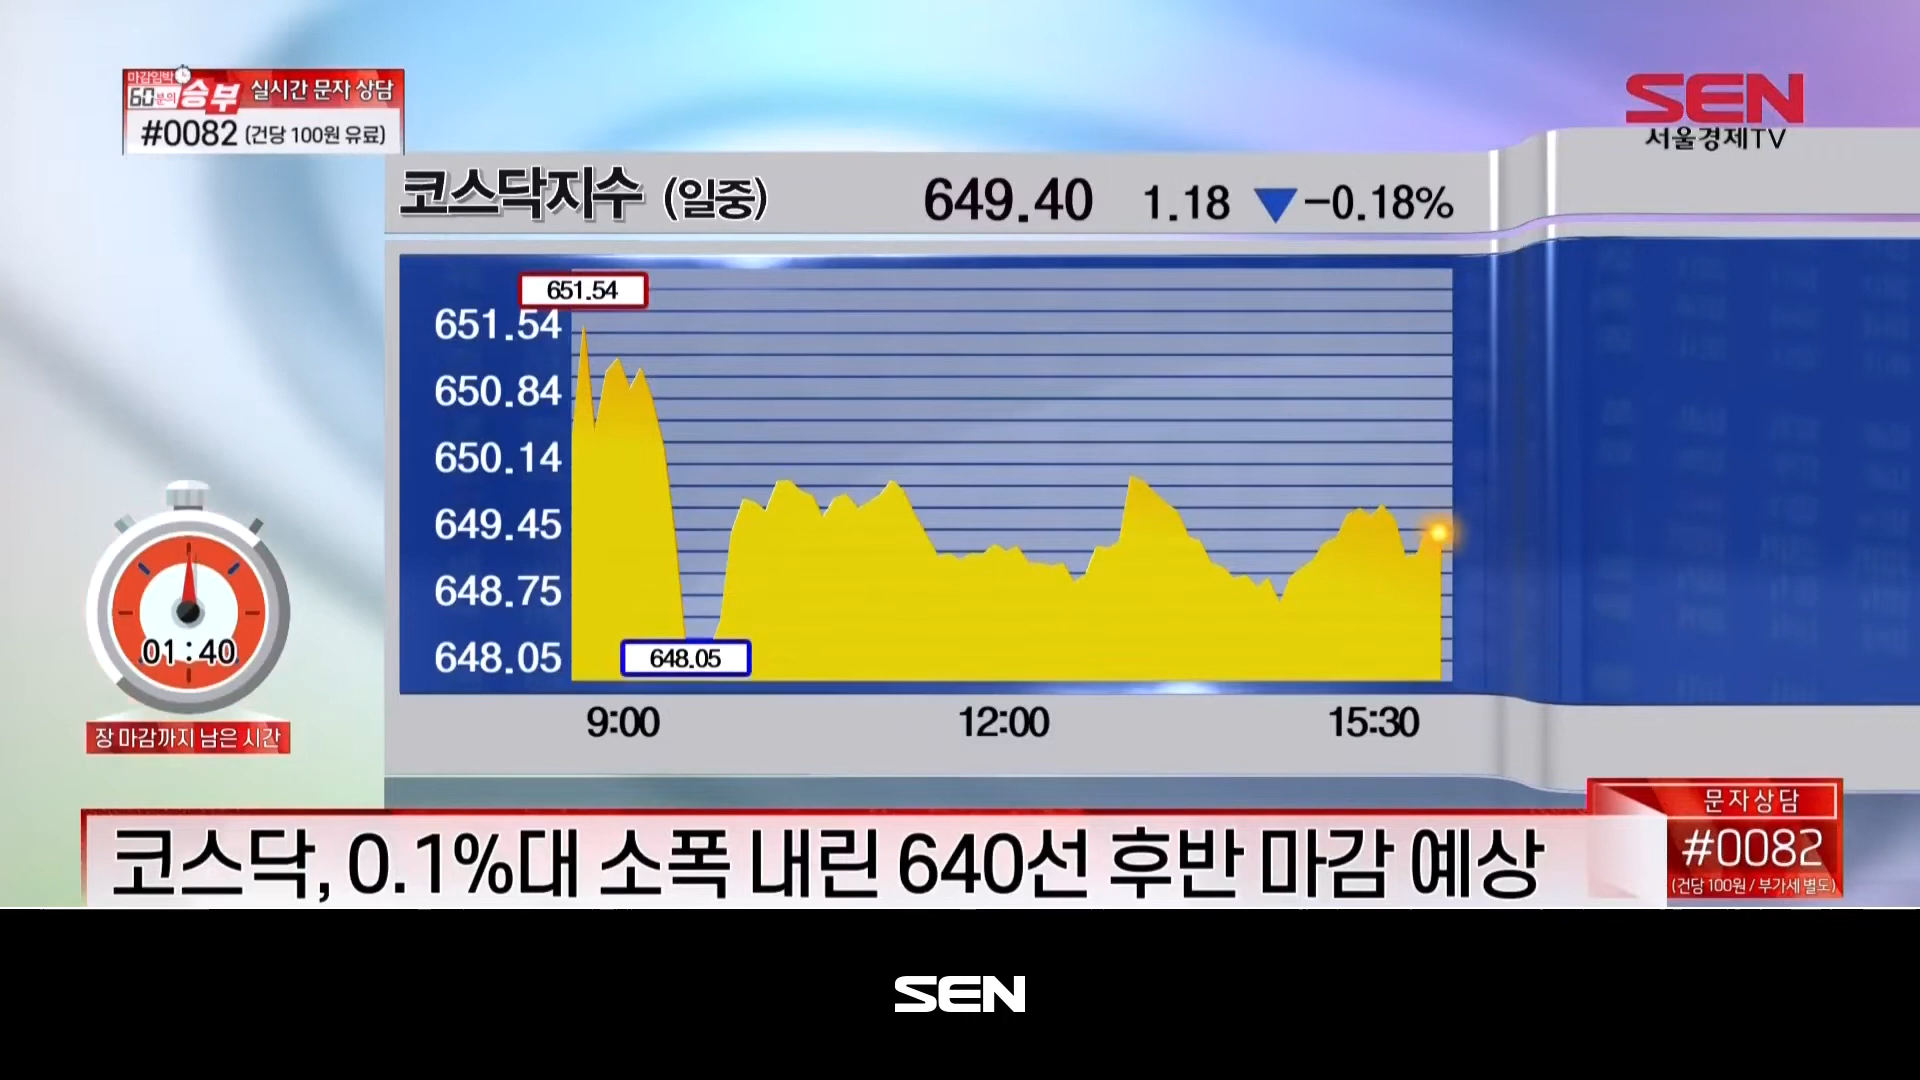 마감임박
60분의 승부 실시간 문자 상담
#0082 (건당 100원 유료)
SEN
서울경제TV
코스닥지수 (일중) 649.40 1.18 ▼ -0.18%
651.54
651.54
650.84
650.14
649.45
648.75
648.05
648.05
9:00 12:00 15:30
01:40
장 마감까지 남은 시간
코스닥, 0.1%대 소폭 내린 640선 후반 마감 예상
문자상담
#0082
(건당 100원 / 부가세 별도)
SEN